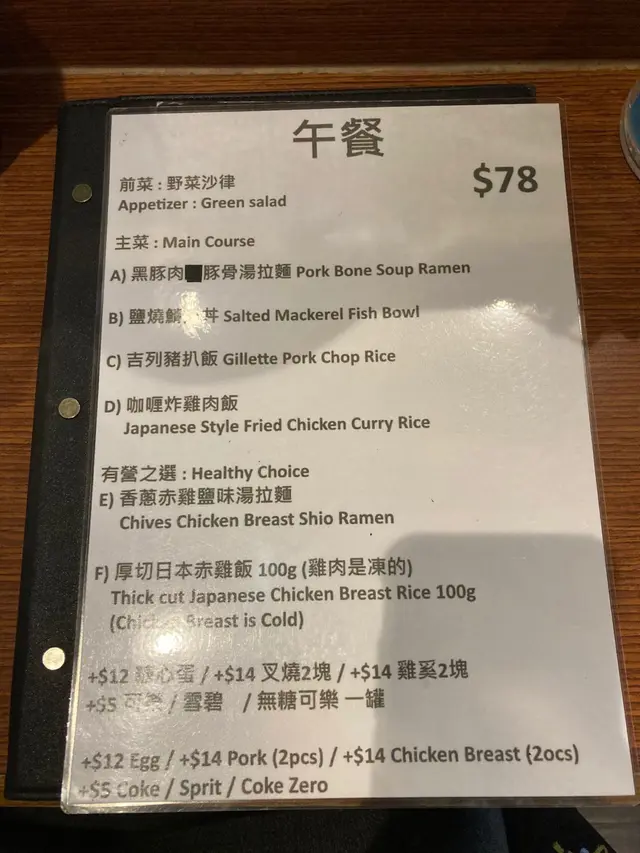 午餐
$78
前菜 : 野菜沙律
Appetizer : Green salad
主菜 : Main Course
A) 黑豚肉 豚骨湯拉麵 Pork Bone Soup Ramen
B) 鹽燒 丼 Salted Mackerel Fish Bowl
C) 吉列豬扒飯 Gillette Pork Chop Rice
D) 咖喱炸雞肉飯
Japanese Style Fried Chicken Curry Rice
有營之選 : Healthy Choice
E) 香蔥赤雞鹽味湯拉麵
Chives Chicken Breast Shio Ramen
F) 厚切日本赤雞飯 100g (雞肉是凍的)
Thick cut Japanese Chicken Breast Rice 100g
(Chicken Breast is Cold)
+$12 糖心蛋 / +$14 叉燒2塊 / +$14 雞奚2塊
+$5 可樂 / 雪碧 / 無糖可樂 一罐
+$12 Egg / +$14 Pork (2pcs) / +$14 Chicken Breast (2ocs)
+$5 Coke / Sprit / Coke Zero